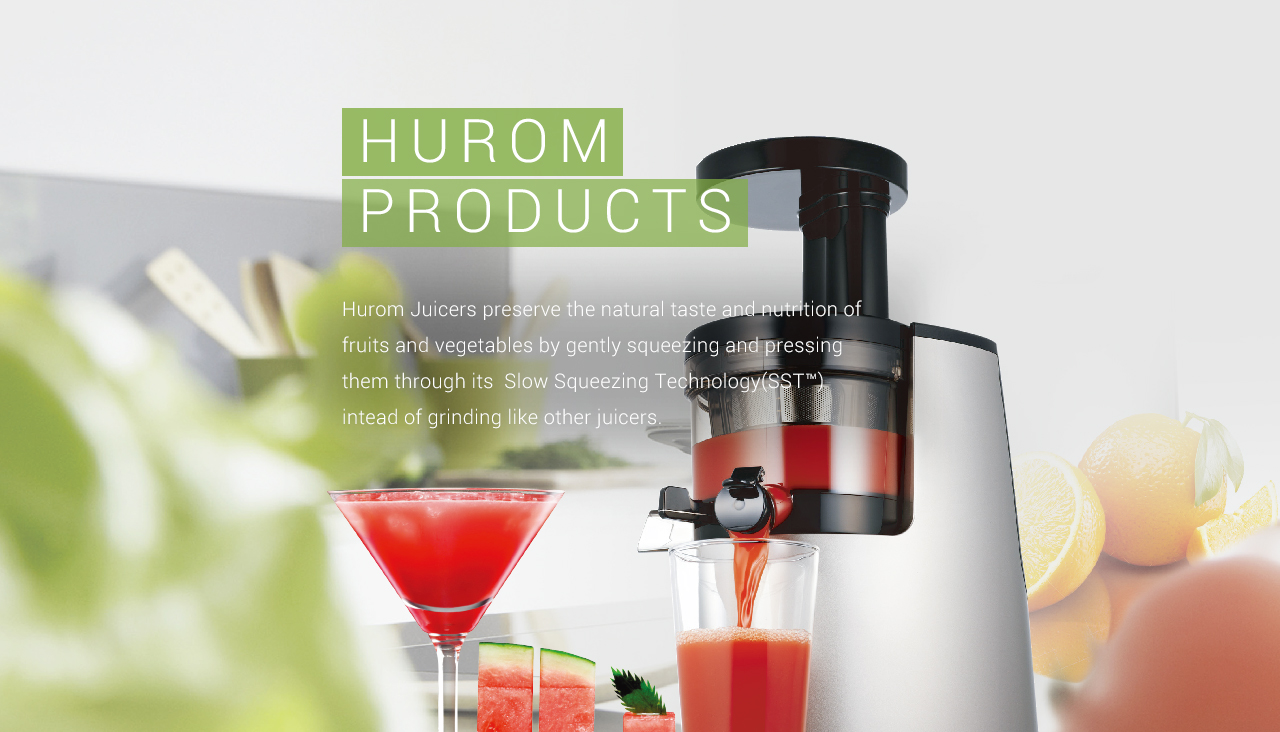 HUROM
PRODUCTS
Hurom Juicers preserve the natural taste and nutrition of
fruits and vegetables by gently squeezing and pressing
them through its  Slow Squeezing Technology(SST™)
intead of grinding like other juicers.